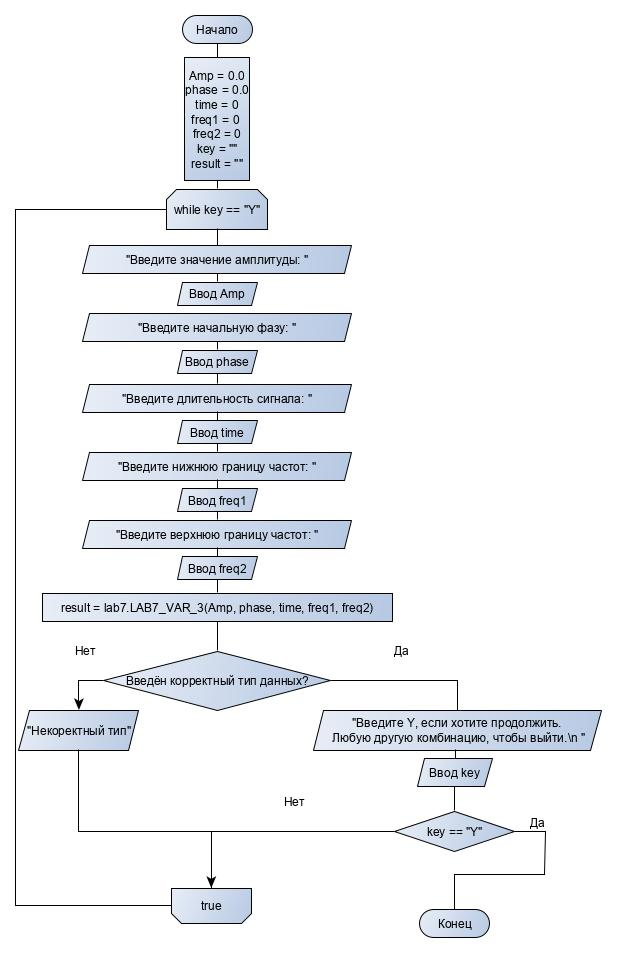 Начало
Amp = 0.0
phase = 0.0
time = 0
freq1 = 0
freq2 = 0
key = ""
result = ""
while key == "Y"
"Введите значение амплитуды: "
Ввод Amp
"Введите начальную фазу: "
Ввод phase
"Введите длительность сигнала: "
Ввод time
"Введите нижнюю границу частот: "
Ввод freq1
"Введите верхнюю границу частот: "
Ввод freq2
result = lab7.LAB7_VAR_3(Amp, phase, time, freq1, freq2)
Нет
Да
Введён корректный тип данных?
"Некоректный тип"
"Введите Y, если хотите продолжить.
Любую другую комбинацию, чтобы выйти.\n "
Ввод key
Нет
key == "Y"
Да
true
Конец